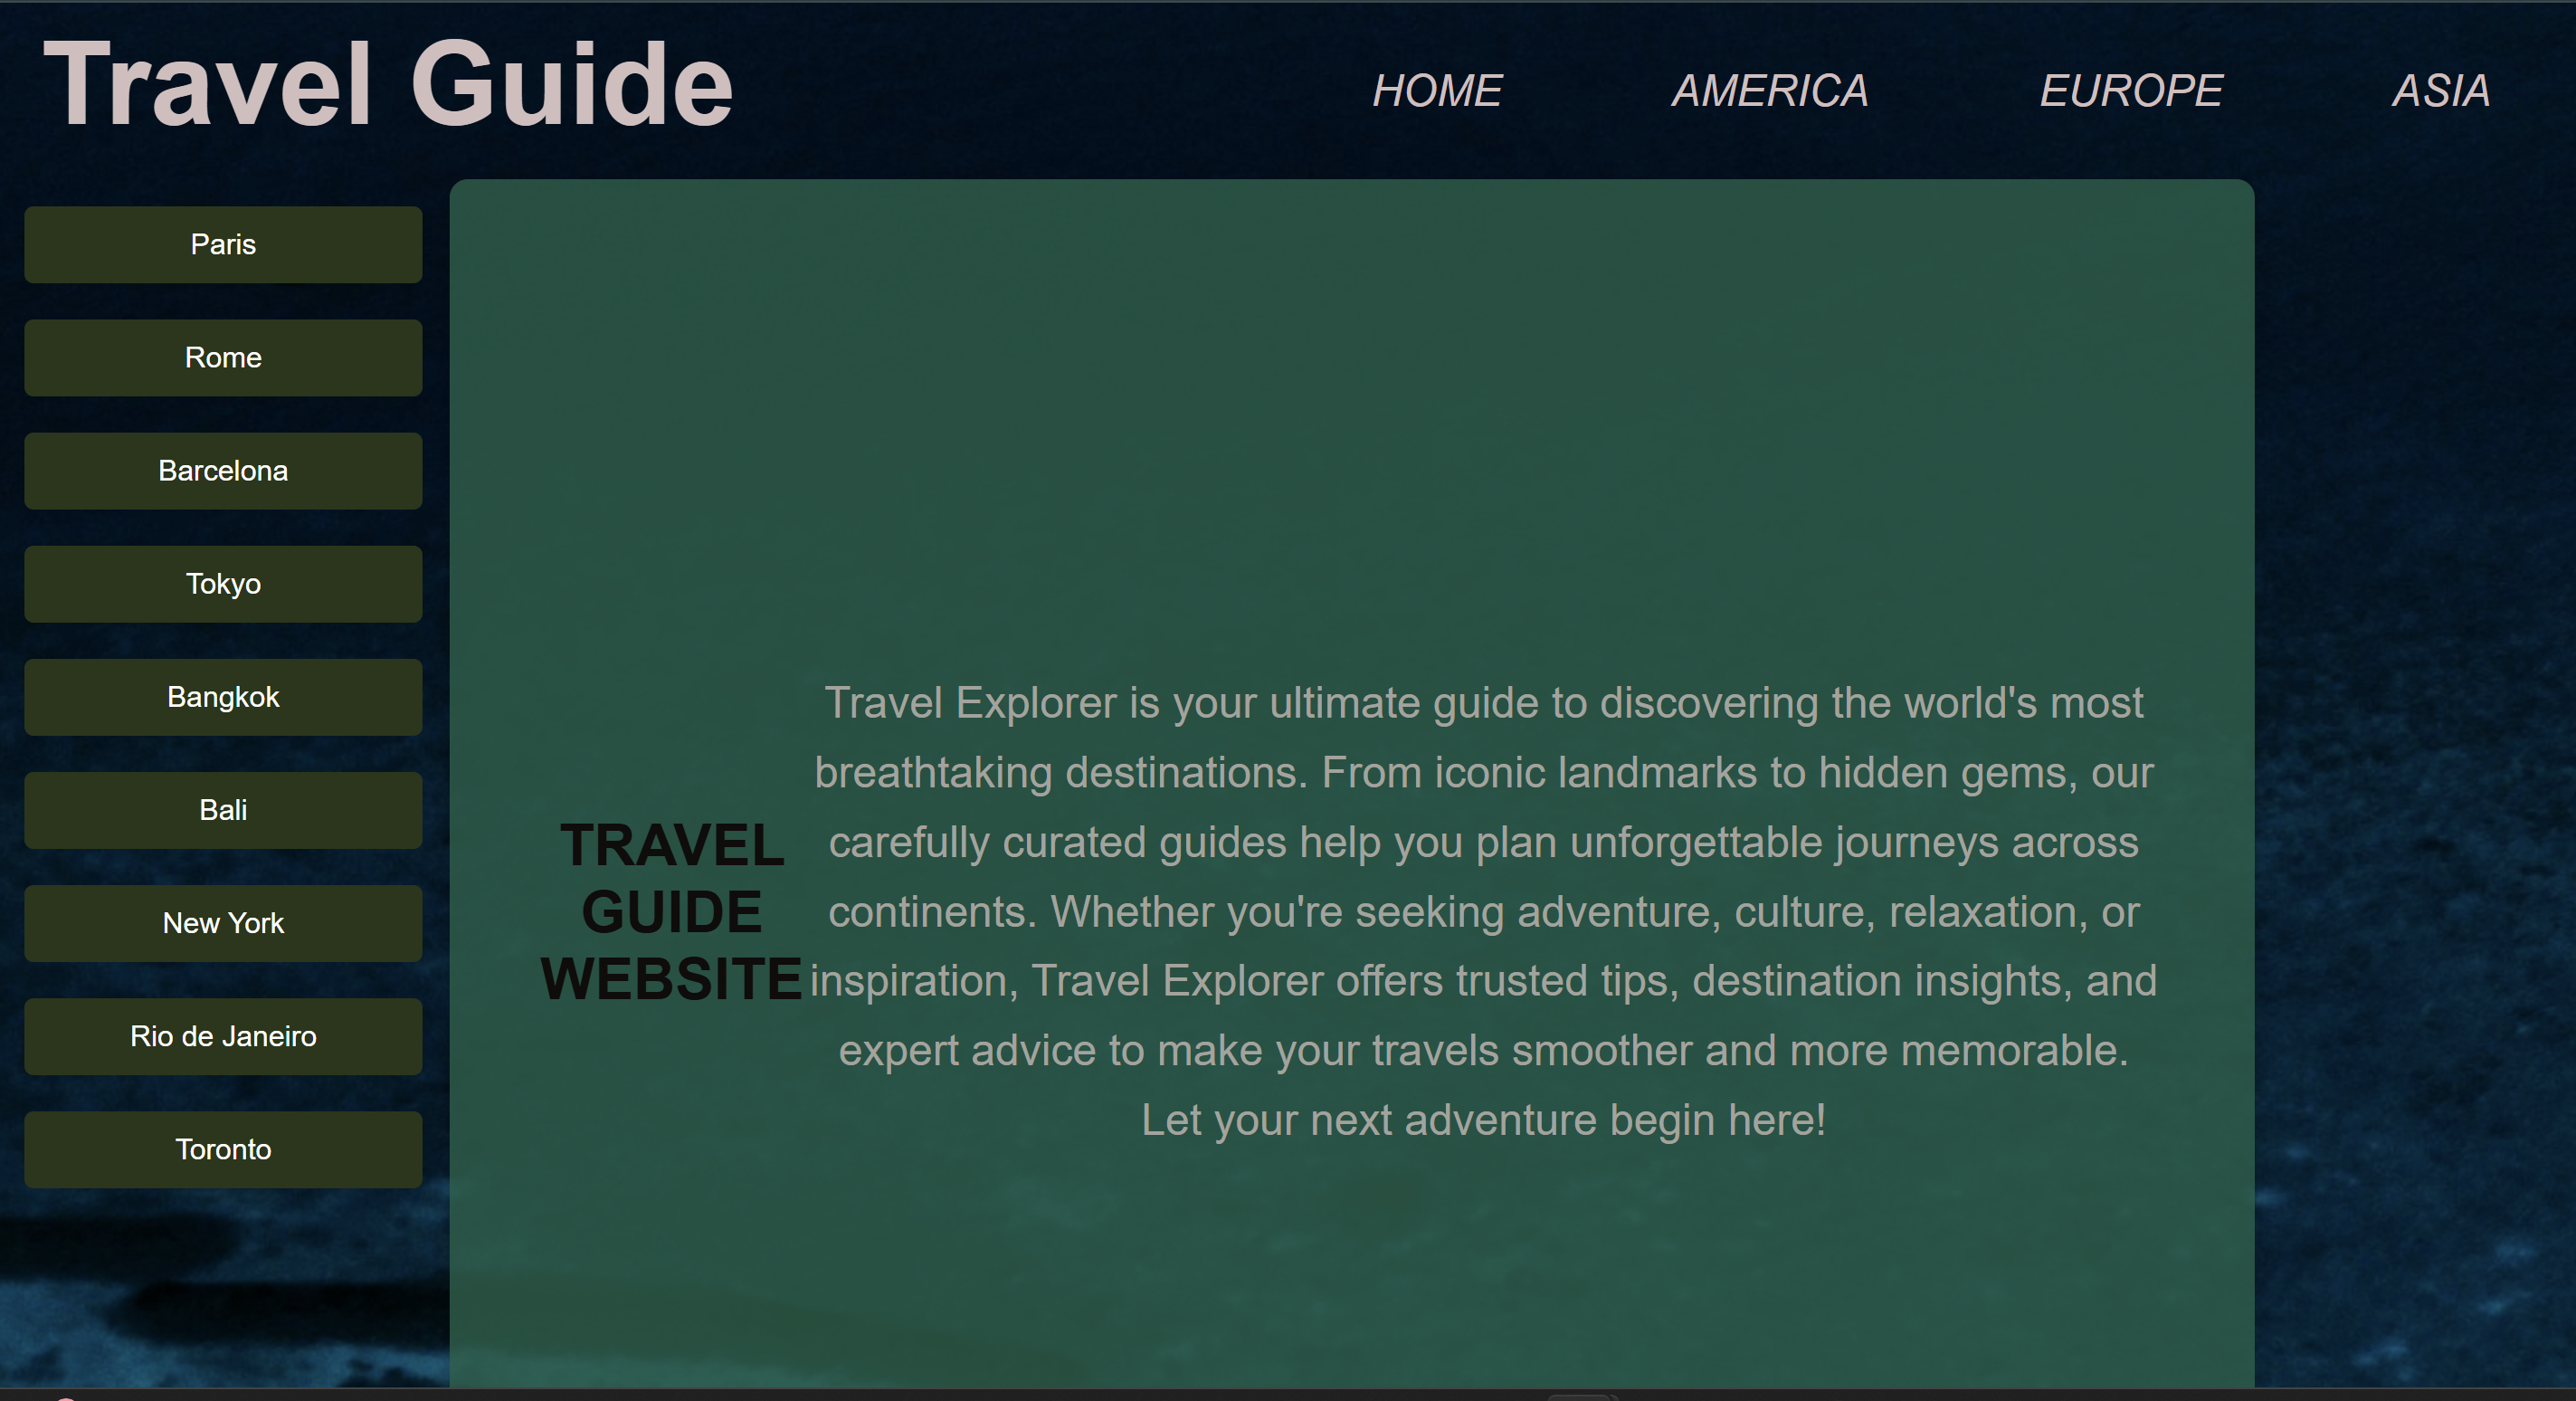 Travel Guide
HOME
AMERICA
EUROPE
ASIA
Paris
Rome
Barcelona
Tokyo
Bangkok
Bali
New York
Rio de Janeiro
Toronto
TRAVEL
GUIDE
WEBSITE
Travel Explorer is your ultimate guide to discovering the world's most
breathtaking destinations. From iconic landmarks to hidden gems, our
carefully curated guides help you plan unforgettable journeys across
continents. Whether you're seeking adventure, culture, relaxation, or
inspiration, Travel Explorer offers trusted tips, destination insights, and
expert advice to make your travels smoother and more memorable.
Let your next adventure begin here!